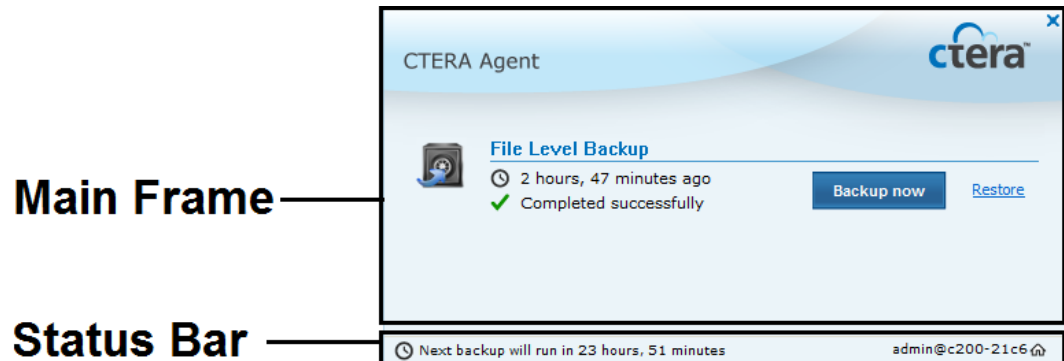 CTERA Agent
ctera™
File Level Backup
2 hours, 47 minutes ago
Completed successfully
Backup now
Restore
Main Frame
Status Bar
Next backup will run in 23 hours, 51 minutes
admin@c200-21c6